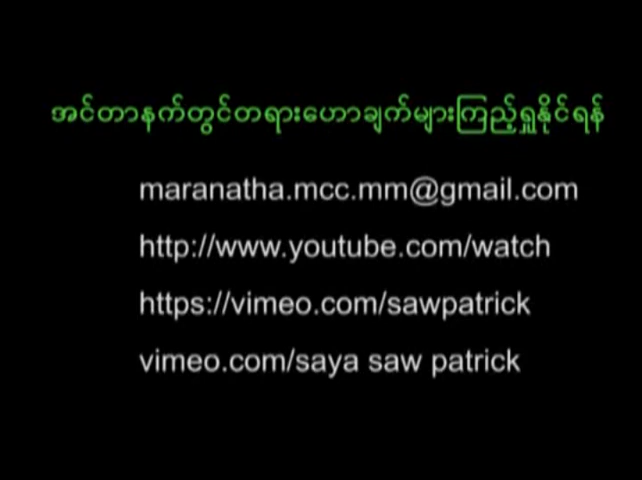 အင်တာနက်တွင်တရားဟောချက်များကြည့်ရှုနိုင်ရန်
maranatha.mcc.mm@gmail.com
http://www.youtube.com/watch
https://vimeo.com/sawpatrick
vimeo.com/saya saw patrick